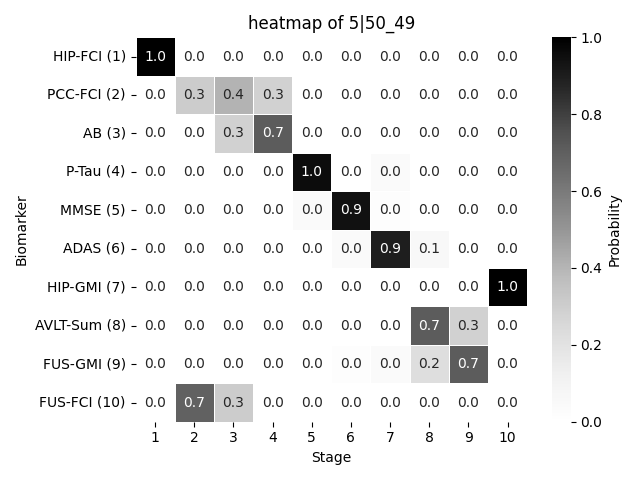 heatmap of 5|50_49
HIP-FCI (1) 1.0 0.0 0.0 0.0 0.0 0.0 0.0 0.0 0.0 0.0
PCC-FCI (2) 0.0 0.3 0.4 0.3 0.0 0.0 0.0 0.0 0.0 0.0
AB (3) 0.0 0.0 0.3 0.7 0.0 0.0 0.0 0.0 0.0 0.0
P-Tau (4) 0.0 0.0 0.0 0.0 1.0 0.0 0.0 0.0 0.0 0.0
MMSE (5) 0.0 0.0 0.0 0.0 0.0 0.9 0.0 0.0 0.0 0.0
ADAS (6) 0.0 0.0 0.0 0.0 0.0 0.0 0.9 0.1 0.0 0.0
HIP-GMI (7) 0.0 0.0 0.0 0.0 0.0 0.0 0.0 0.0 0.0 1.0
AVLT-Sum (8) 0.0 0.0 0.0 0.0 0.0 0.0 0.0 0.7 0.3 0.0
FUS-GMI (9) 0.0 0.0 0.0 0.0 0.0 0.0 0.0 0.2 0.7 0.0
FUS-FCI (10) 0.0 0.7 0.3 0.0 0.0 0.0 0.0 0.0 0.0 0.0
1 2 3 4 5 6 7 8 9 10
Stage
Biomarker
1.0
0.8
0.6
0.4
0.2
0.0
Probability